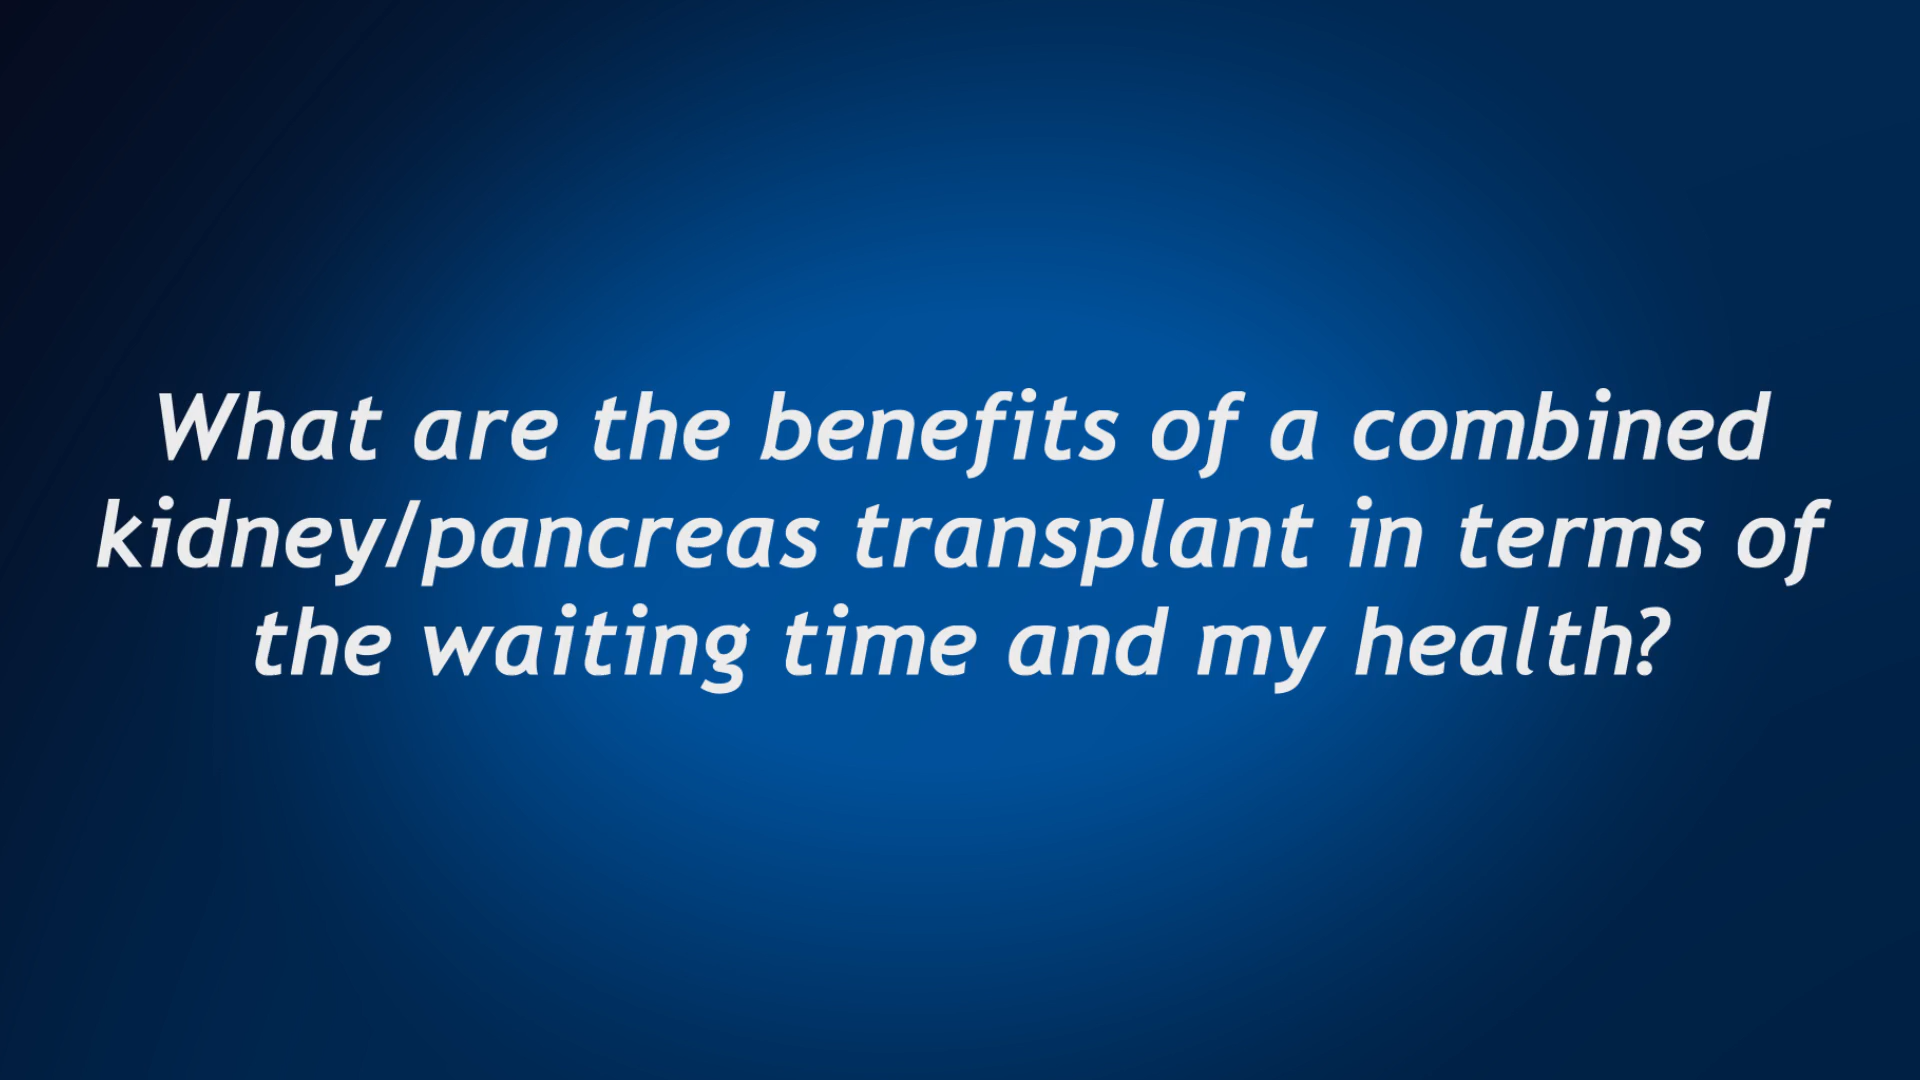 What are the benefits of a combined
kidney/pancreas transplant in terms of
the waiting time and my health?